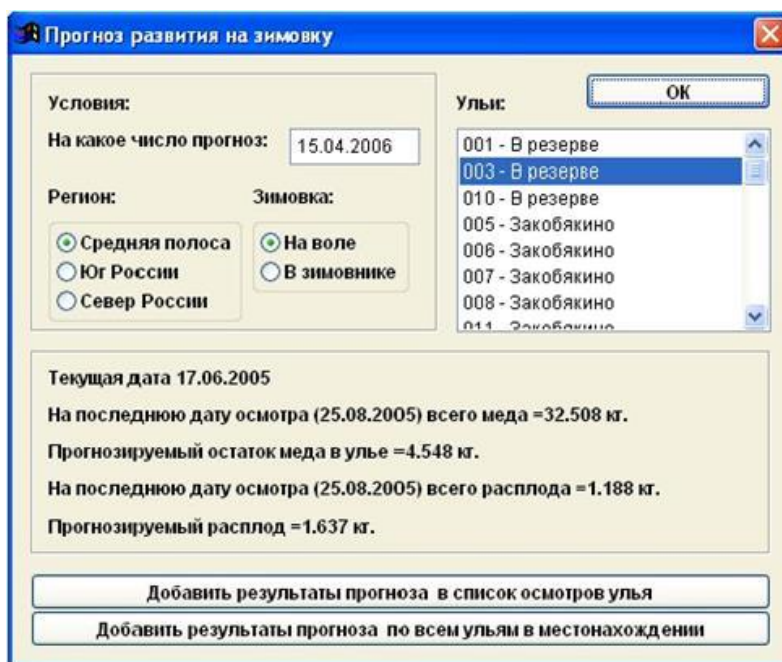 Прогноз развития на зимовку
Условия:
На какое число прогноз: 15.04.2006
Регион: Зимовка:
Средняя полоса
Юг России
Север России
На воле
В зимовнике
Ульи: ОК
001 - В резерве
003 - В резерве
010 - В резерве
005 - Закобякино
006 - Закобякино
007 - Закобякино
008 - Закобякино
011 - Закобякино
Текущая дата 17.06.2005
На последнюю дату осмотра (25.08.2005) всего меда =32.508 кг.
Прогнозируемый остаток меда в улье =4.548 кг.
На последнюю дату осмотра (25.08.2005) всего расплода =1.188 кг.
Прогнозируемый расплод =1.637 кг.
Добавить результаты прогноза в список осмотров улья
Добавить результаты прогноза по всем ульям в местонахождении